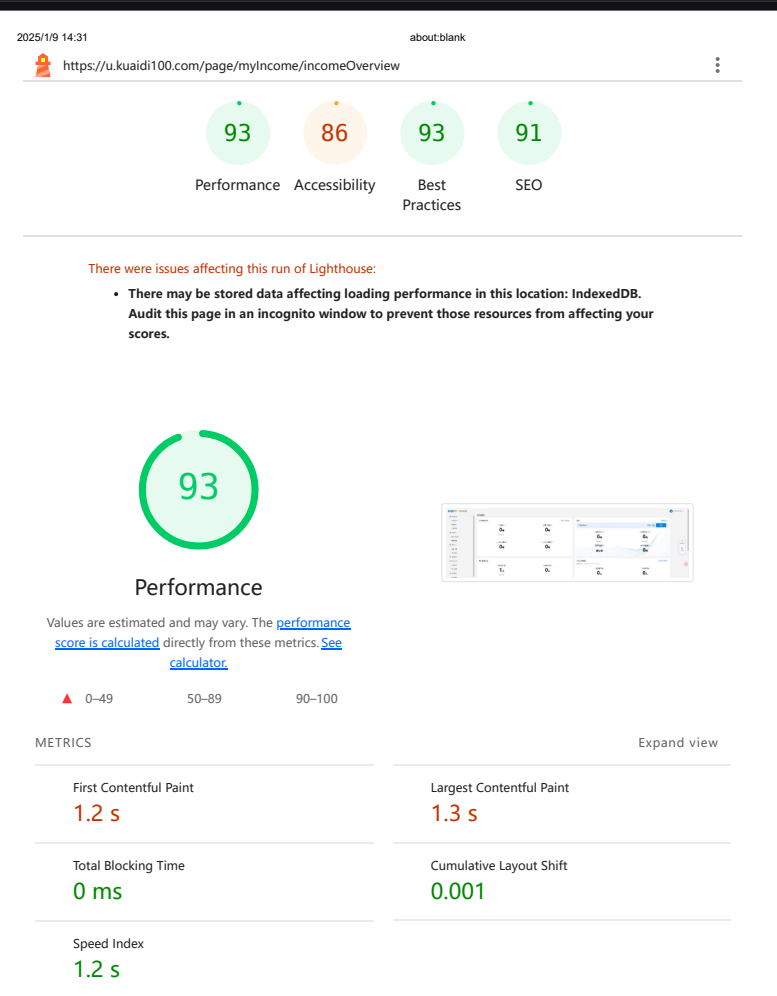 2025/1/9 14:31
about:blank
https://u.kuaidi100.com/page/myIncome/incomeOverview
93
86
93
91
Performance
Accessibility
Best
Practices
SEO
There were issues affecting this run of Lighthouse:
• There may be stored data affecting loading performance in this location: IndexedDB.
Audit this page in an incognito window to prevent those resources from affecting your
scores.
93
Performance
Values are estimated and may vary. The performance
score is calculated directly from these metrics. See
calculator.
0–49
50–89
90–100
METRICS
Expand view
First Contentful Paint
1.2 s
Largest Contentful Paint
1.3 s
Total Blocking Time
0 ms
Cumulative Layout Shift
0.001
Speed Index
1.2 s